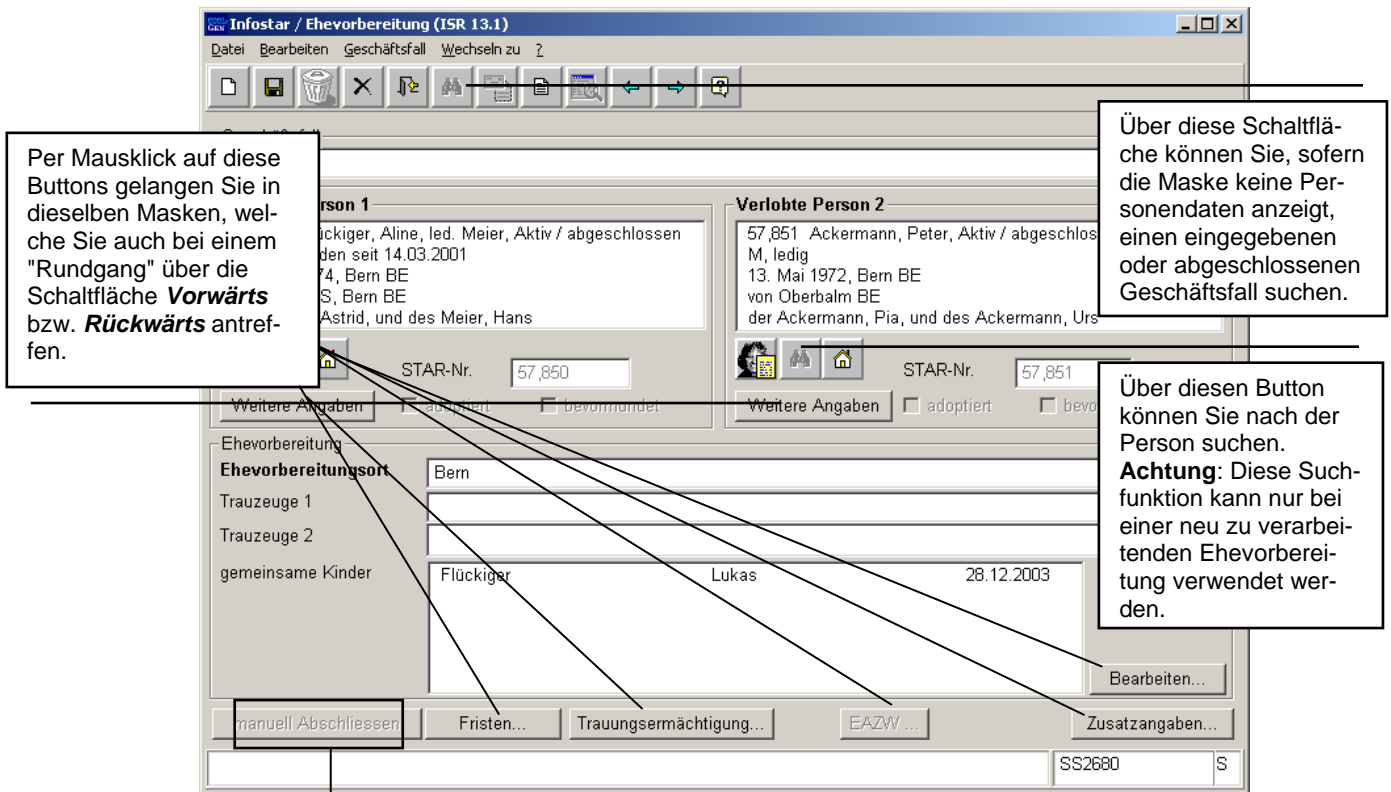 Infostar / Ehevorbereitung (ISR 13.1)
Datei Bearbeiten Geschäftsfall Wechseln zu ?
Per Mausklick auf diese
Buttons gelangen Sie in
dieselben Masken, wel-
che Sie auch bei einem
"Rundgang" über die
Schaltfläche Vorwärts
bzw. Rückwärts antref-
fen.
Über diese Schaltflä-
che können Sie, sofern
die Maske keine Per-
sonendaten anzeigt,
einen eingegebenen
oder abgeschlossenen
Geschäftsfall suchen.
rson 1
ickiger, Aline, led. Meier, Aktiv / abgeschlossen
den seit 14.03.2001
74, Bern BE
S, Bern BE
Astrid, und des Meier, Hans
STAR-Nr. 57,850
Weitere Angaben adoptiert bevormundet
Verlobte Person 2
57,851 Ackermann, Peter, Aktiv / abgeschlos
M, ledig
13. Mai 1972, Bern BE
von Oberbalm BE
der Ackermann, Pia, und des Ackermann, Urs
STAR-Nr. 57,851
Weitere Angaben adoptiert bevo
Über diesen Button
können Sie nach der
Person suchen.
Achtung: Diese Such-
funktion kann nur bei
einer neu zu verarbei-
tenden Ehevorberei-
tung verwendet wer-
den.
Ehevorbereitung
Ehevorbereitungsort Bern
Trauzeuge 1
Trauzeuge 2
gemeinsame Kinder Flückiger Lukas 28.12.2003
Bearbeiten...
manuell Abschliessen Fristen... Trauungsermächtigung... EAZW ... Zusatzangaben...
SS2680 S